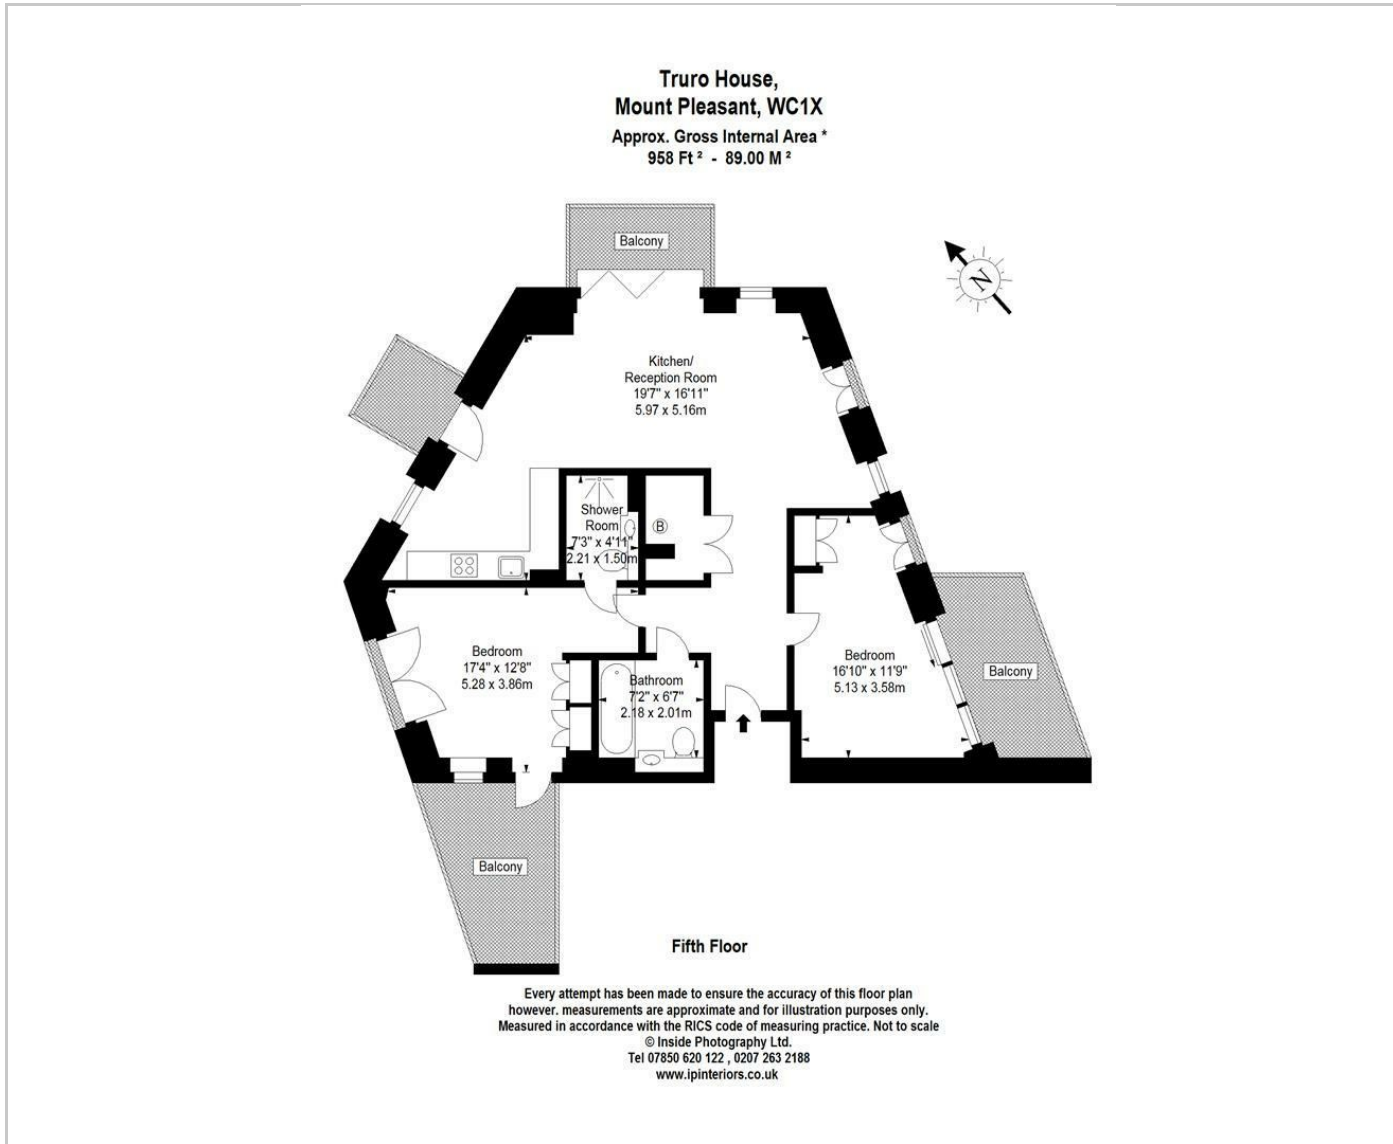 Truro House,
Mount Pleasant, WC1X
Approx. Gross Internal Area *
958 Ft ² - 89.00 M ²
Balcony
N
Kitchen/
Reception Room
19'7" x 16'11"
5.97 x 5.16m
Shower
Room
7'3" x 4'11"
2.21 x 1.50m
B
Bedroom
17'4" x 12'8"
5.28 x 3.86m
Bathroom
7'2" x 6'7"
2.18 x 2.01m
Bedroom
16'10" x 11'9"
5.13 x 3.58m
Balcony
Balcony
Fifth Floor
Every attempt has been made to ensure the accuracy of this floor plan
however. measurements are approximate and for illustration purposes only.
Measured in accordance with the RICS code of measuring practice. Not to scale
© Inside Photography Ltd.
Tel 07850 620 122 , 0207 263 2188
www.ipinteriors.co.uk